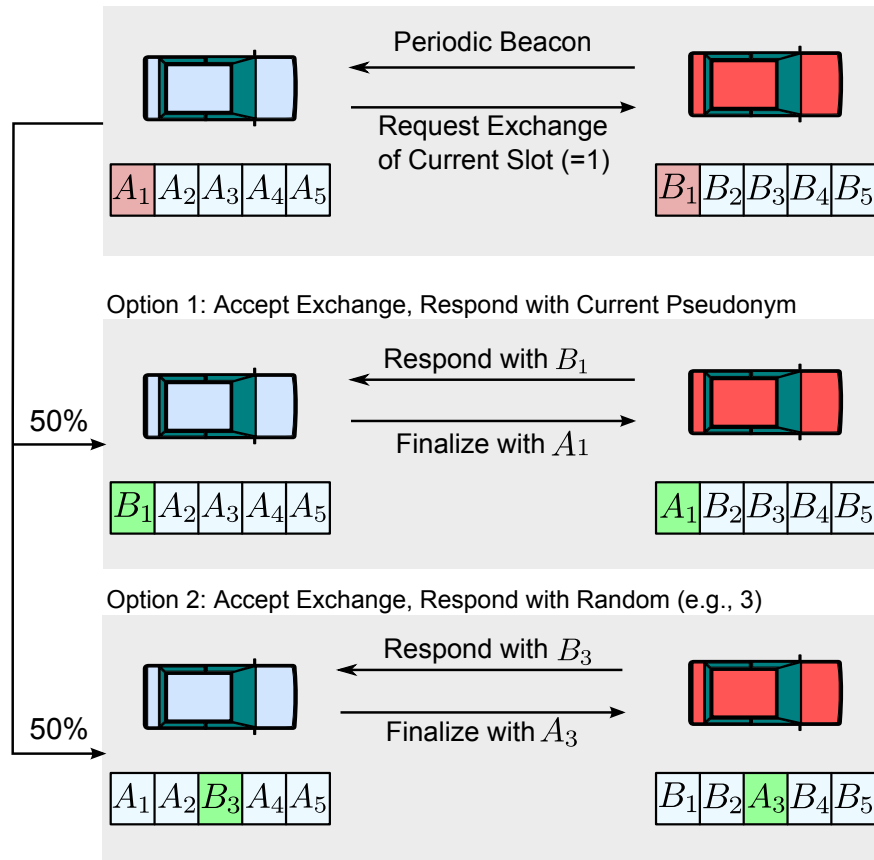 Periodic Beacon
Request Exchange
of Current Slot (=1)
A₁ A₂ A₃ A₄ A₅
B₁ B₂ B₃ B₄ B₅
Option 1: Accept Exchange, Respond with Current Pseudonym
Respond with B₁
50%
Finalize with A₁
B₁ A₂ A₃ A₄ A₅
A₁ B₂ B₃ B₄ B₅
Option 2: Accept Exchange, Respond with Random (e.g., 3)
Respond with B₃
50%
Finalize with A₃
A₁ A₂ B₃ A₄ A₅
B₁ B₂ A₃ B₄ B₅